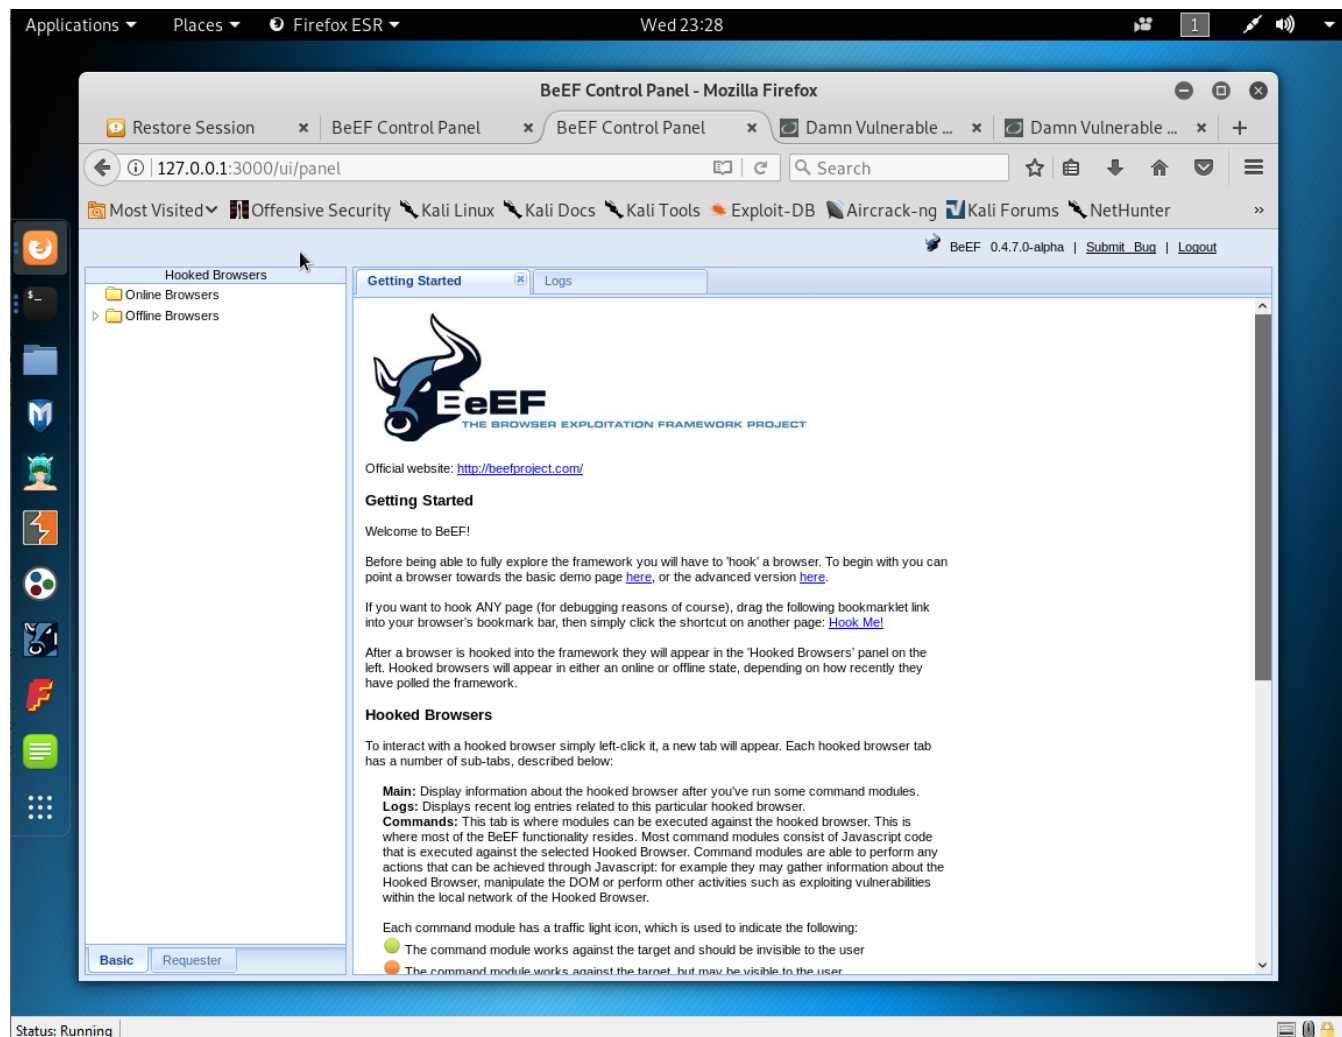 Applications Places Firefox ESR Wed 23:28 1
BeEF Control Panel - Mozilla Firefox
Restore Session BeEF Control Panel BeEF Control Panel Damn Vulnerable ... Damn Vulnerable ...
127.0.0.1:3000/ui/panel Search
Most Visited Offensive Security Kali Linux Kali Docs Kali Tools Exploit-DB Aircrack-ng Kali Forums NetHunter »
BeEF 0.4.7.0-alpha | Submit Bug | Logout
Hooked Browsers
Online Browsers
Offline Browsers
Getting Started Logs
BeEF
THE BROWSER EXPLOITATION FRAMEWORK PROJECT
Official website: http://beefproject.com/
Getting Started
Welcome to BeEF!
Before being able to fully explore the framework you will have to 'hook' a browser. To begin with you can
point a browser towards the basic demo page here, or the advanced version here.
If you want to hook ANY page (for debugging reasons of course), drag the following bookmarklet link
into your browser's bookmark bar, then simply click the shortcut on another page: Hook Me!
After a browser is hooked into the framework they will appear in the 'Hooked Browsers' panel on the
left. Hooked browsers will appear in either an online or offline state, depending on how recently they
have polled the framework.
Hooked Browsers
To interact with a hooked browser simply left-click it, a new tab will appear. Each hooked browser tab
has a number of sub-tabs, described below:
Main: Display information about the hooked browser after you've run some command modules.
Logs: Displays recent log entries related to this particular hooked browser.
Commands: This tab is where modules can be executed against the hooked browser. This is
where most of the BeEF functionality resides. Most command modules consist of Javascript code
that is executed against the selected Hooked Browser. Command modules are able to perform any
actions that can be achieved through Javascript: for example they may gather information about the
Hooked Browser, manipulate the DOM or perform other activities such as exploiting vulnerabilities
within the local network of the Hooked Browser.
Each command module has a traffic light icon, which is used to indicate the following:
The command module works against the target and should be invisible to the user
The command module works against the target, but may be visible to the user
Basic Requester
Status: Running